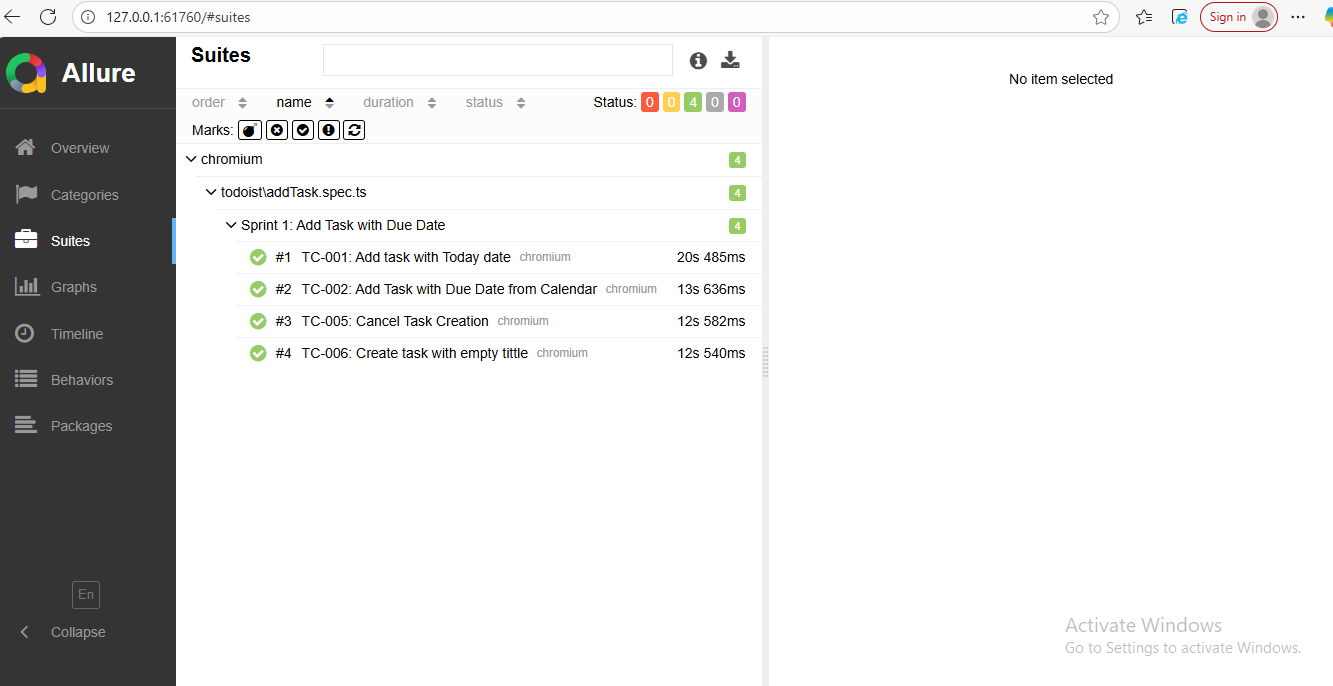 127.0.0.1:61760/#suites
Sign in
Allure
Overview
Categories
Suites
Graphs
Timeline
Behaviors
Packages
En
Collapse
Suites
order name duration status Status: 0 0 4 0 0
Marks:
chromium 4
todoist\addTask.spec.ts 4
Sprint 1: Add Task with Due Date 4
#1 TC-001: Add task with Today date chromium 20s 485ms
#2 TC-002: Add Task with Due Date from Calendar chromium 13s 636ms
#3 TC-005: Cancel Task Creation chromium 12s 582ms
#4 TC-006: Create task with empty tittle chromium 12s 540ms
No item selected
Activate Windows
Go to Settings to activate Windows.